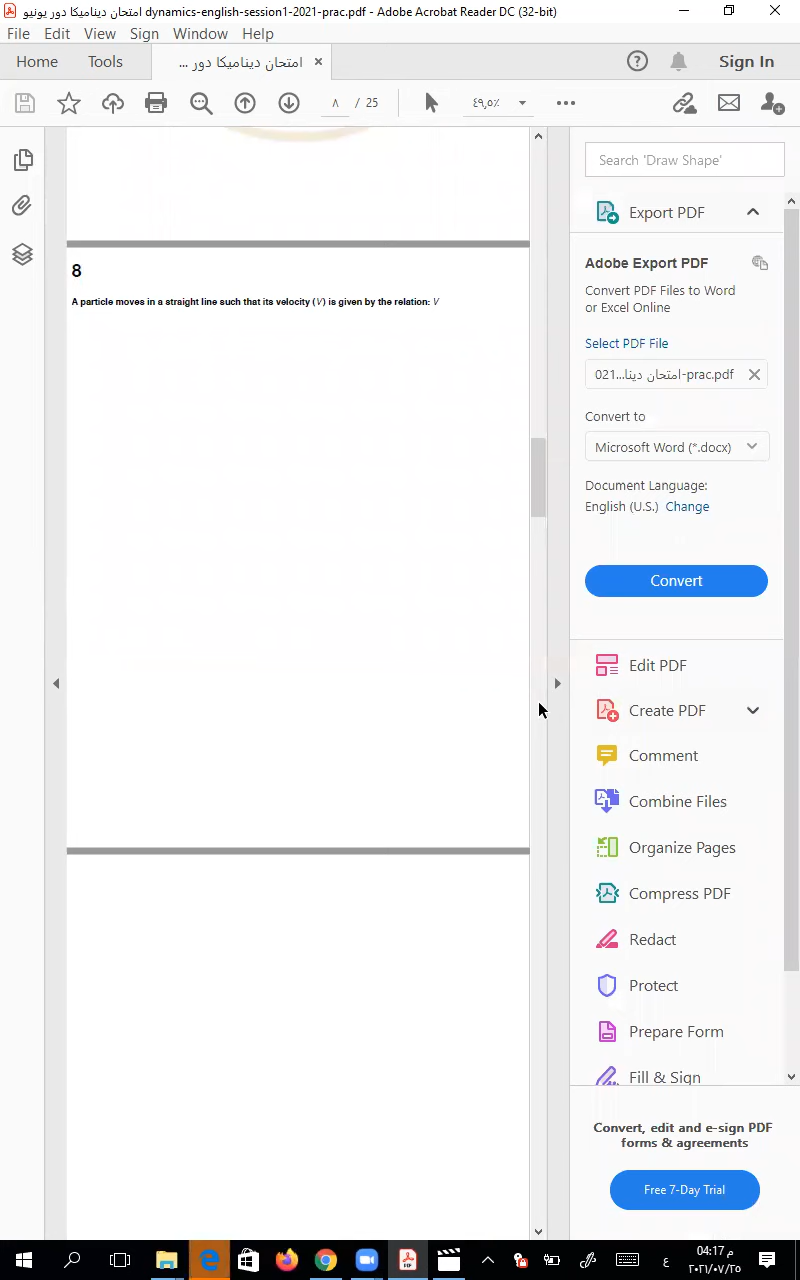 امتحان ديناميكا دور يونيو dynamics-english-session1-2021-prac.pdf - Adobe Acrobat Reader DC (32-bit)
File Edit View Sign Window Help
Home Tools امتحان ديناميكا دور ... × Sign In
٨ / 25 ٤٩٫٥٪
Search 'Draw Shape'
Export PDF
8
Adobe Export PDF
A particle moves in a straight line such that its velocity (V) is given by the relation: V
Convert PDF Files to Word
or Excel Online
Select PDF File
امتحان دينا...021-prac.pdf
Convert to
Microsoft Word (*.docx)
Document Language:
English (U.S.) Change
Convert
Edit PDF
Create PDF
Comment
Combine Files
Organize Pages
Compress PDF
Redact
Protect
Prepare Form
Fill & Sign
Convert, edit and e-sign PDF
forms & agreements
Free 7-Day Trial
04:17 م
ع
٢٠٢١/٠٧/٢٥